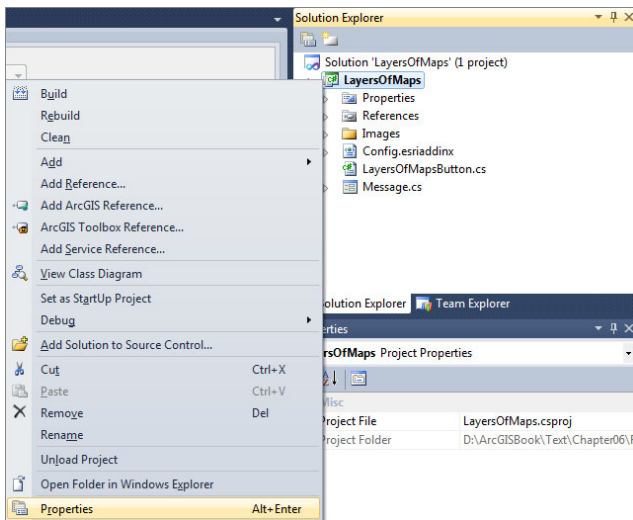 Solution Explorer
Solution 'LayersOfMaps' (1 project)
LayersOfMaps
Properties
References
Images
Config.esriaddinx
LayersOfMapsButton.cs
Message.cs
Build
Rebuild
Clean
Add
Add Reference...
Add ArcGIS Reference...
ArcGIS Toolbox Reference...
Add Service Reference...
View Class Diagram
Set as StartUp Project
Debug
Add Solution to Source Control...
Cut Ctrl+X
Paste Ctrl+V
Remove Del
Rename
Unload Project
Open Folder in Windows Explorer
Properties Alt+Enter
olution Explorer Team Explorer
erties
rsOfMaps Project Properties
Misc
Project File LayersOfMaps.csproj
Project Folder D:\ArcGISBook\Text\Chapter06\